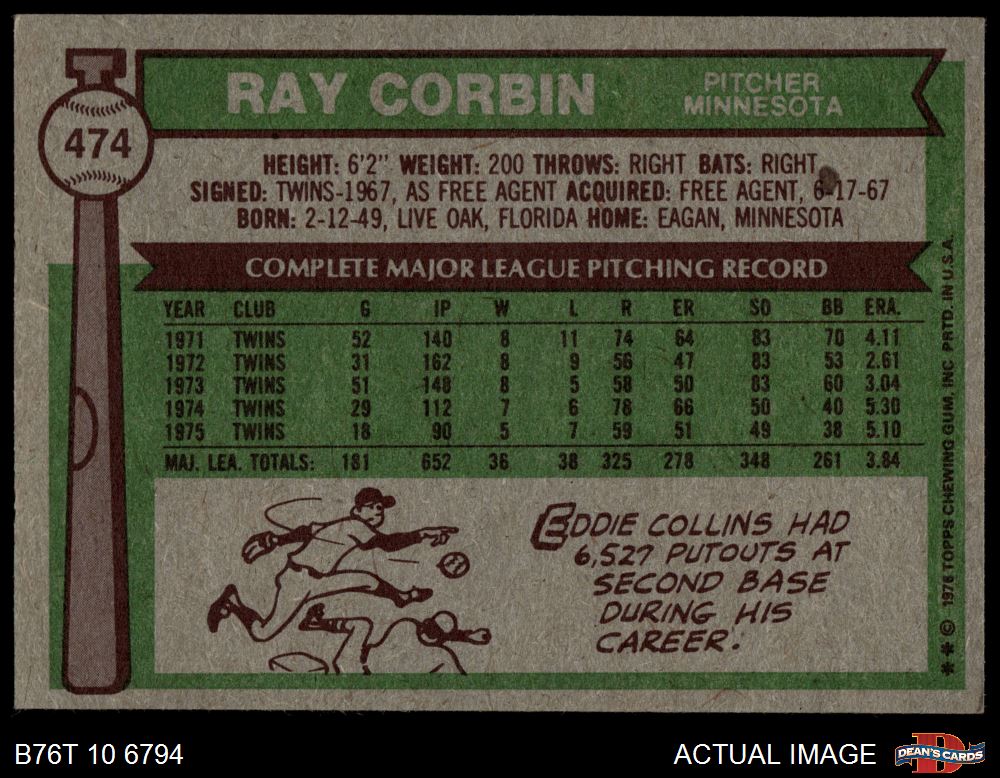 474
RAY CORBIN
PITCHER
MINNESOTA
HEIGHT: 6'2" WEIGHT: 200 THROWS: RIGHT BATS: RIGHT
SIGNED: TWINS-1967, AS FREE AGENT ACQUIRED: FREE AGENT, 6-17-67
BORN: 2-12-49, LIVE OAK, FLORIDA HOME: EAGAN, MINNESOTA
COMPLETE MAJOR LEAGUE PITCHING RECORD
YEAR CLUB G IP W L R ER SO BB ERA.
1971 TWINS 52 140 8 11 74 64 83 70 4.11
1972 TWINS 31 162 8 9 56 47 83 53 2.61
1973 TWINS 51 148 8 5 58 50 83 60 3.04
1974 TWINS 29 112 7 6 78 66 50 40 5.30
1975 TWINS 18 90 5 7 59 51 49 38 5.10
MAJ. LEA. TOTALS: 181 652 36 38 325 278 348 261 3.84
EDDIE COLLINS HAD
6,527 PUTOUTS AT
SECOND BASE
DURING HIS
CAREER.
** © 1976 TOPPS CHEWING GUM, INC PRTD. IN U.S.A.
B76T 10 6794
ACTUAL IMAGE
D
DEAN'S CARDS